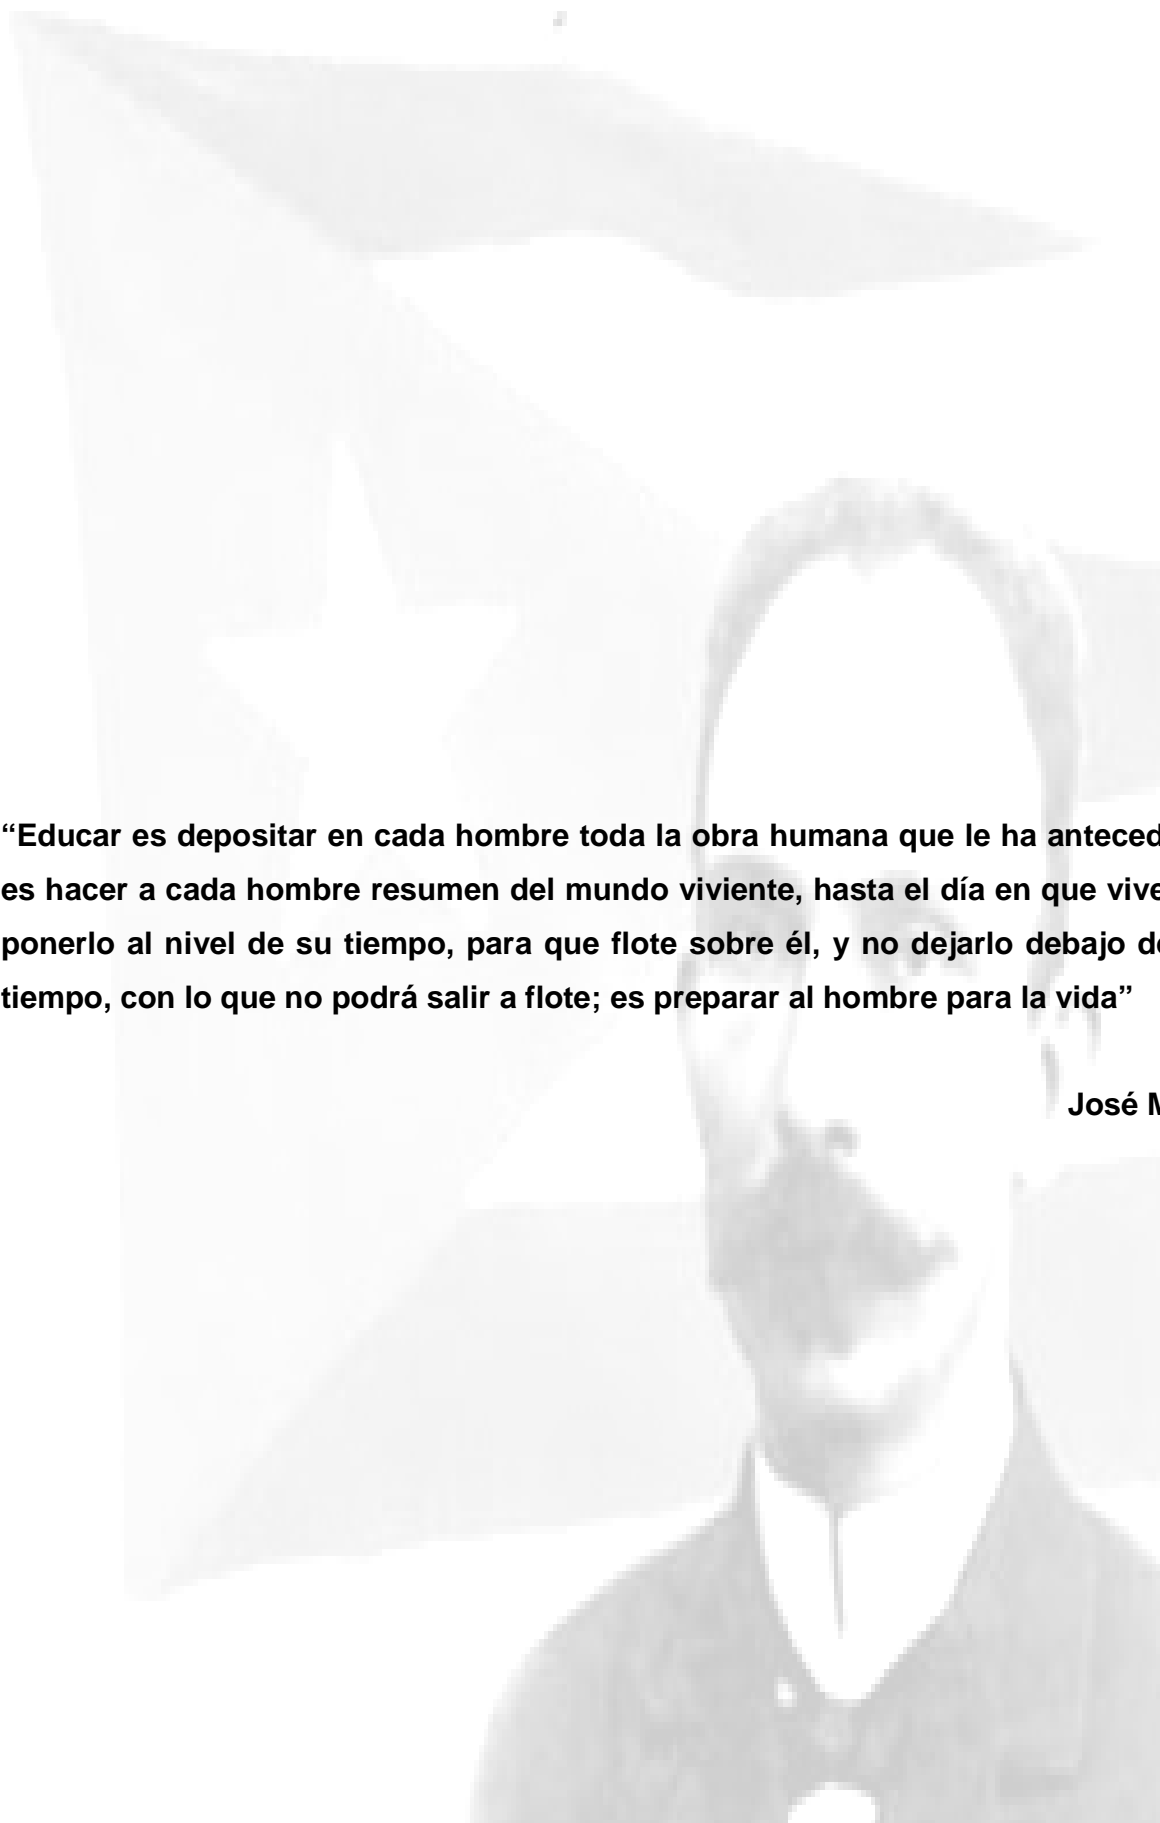 “Educar es depositar en cada hombre toda la obra humana que le ha anteced
es hacer a cada hombre resumen del mundo viviente, hasta el día en que vive
ponerlo al nivel de su tiempo, para que flote sobre él, y no dejarlo debajo de
tiempo, con lo que no podrá salir a flote; es preparar al hombre para la vida”
José M